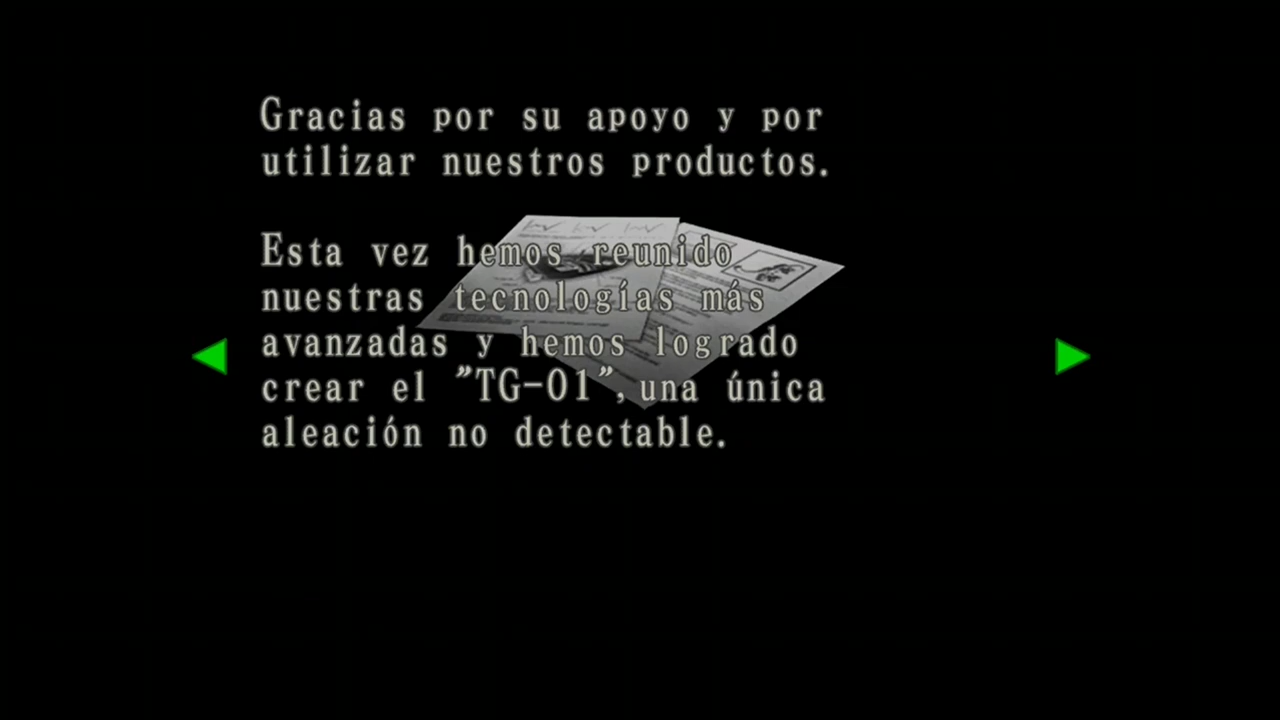 Gracias por su apoyo y por
utilizar nuestros productos.
Esta vez hemos reunido
nuestras tecnologías más
avanzadas y hemos logrado
crear el "TG-01", una única
aleación no detectable.